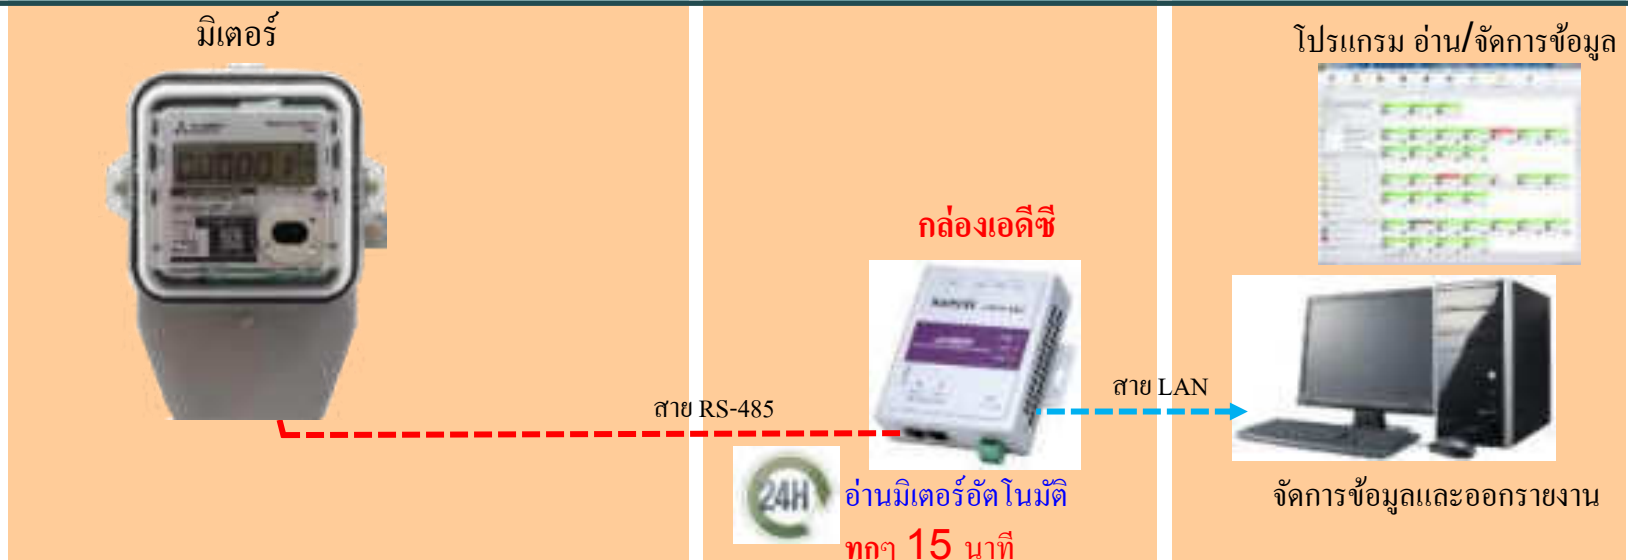 มิเตอร์
โปรแกรม อ่าน/จัดการข้อมูล
กล่องเอดีซี
สาย LAN
สาย RS-485
24H
อ่านมิเตอร์อัตโนมัติ
ทุกๆ 15 นาที
จัดการข้อมูลและออกรายงาน